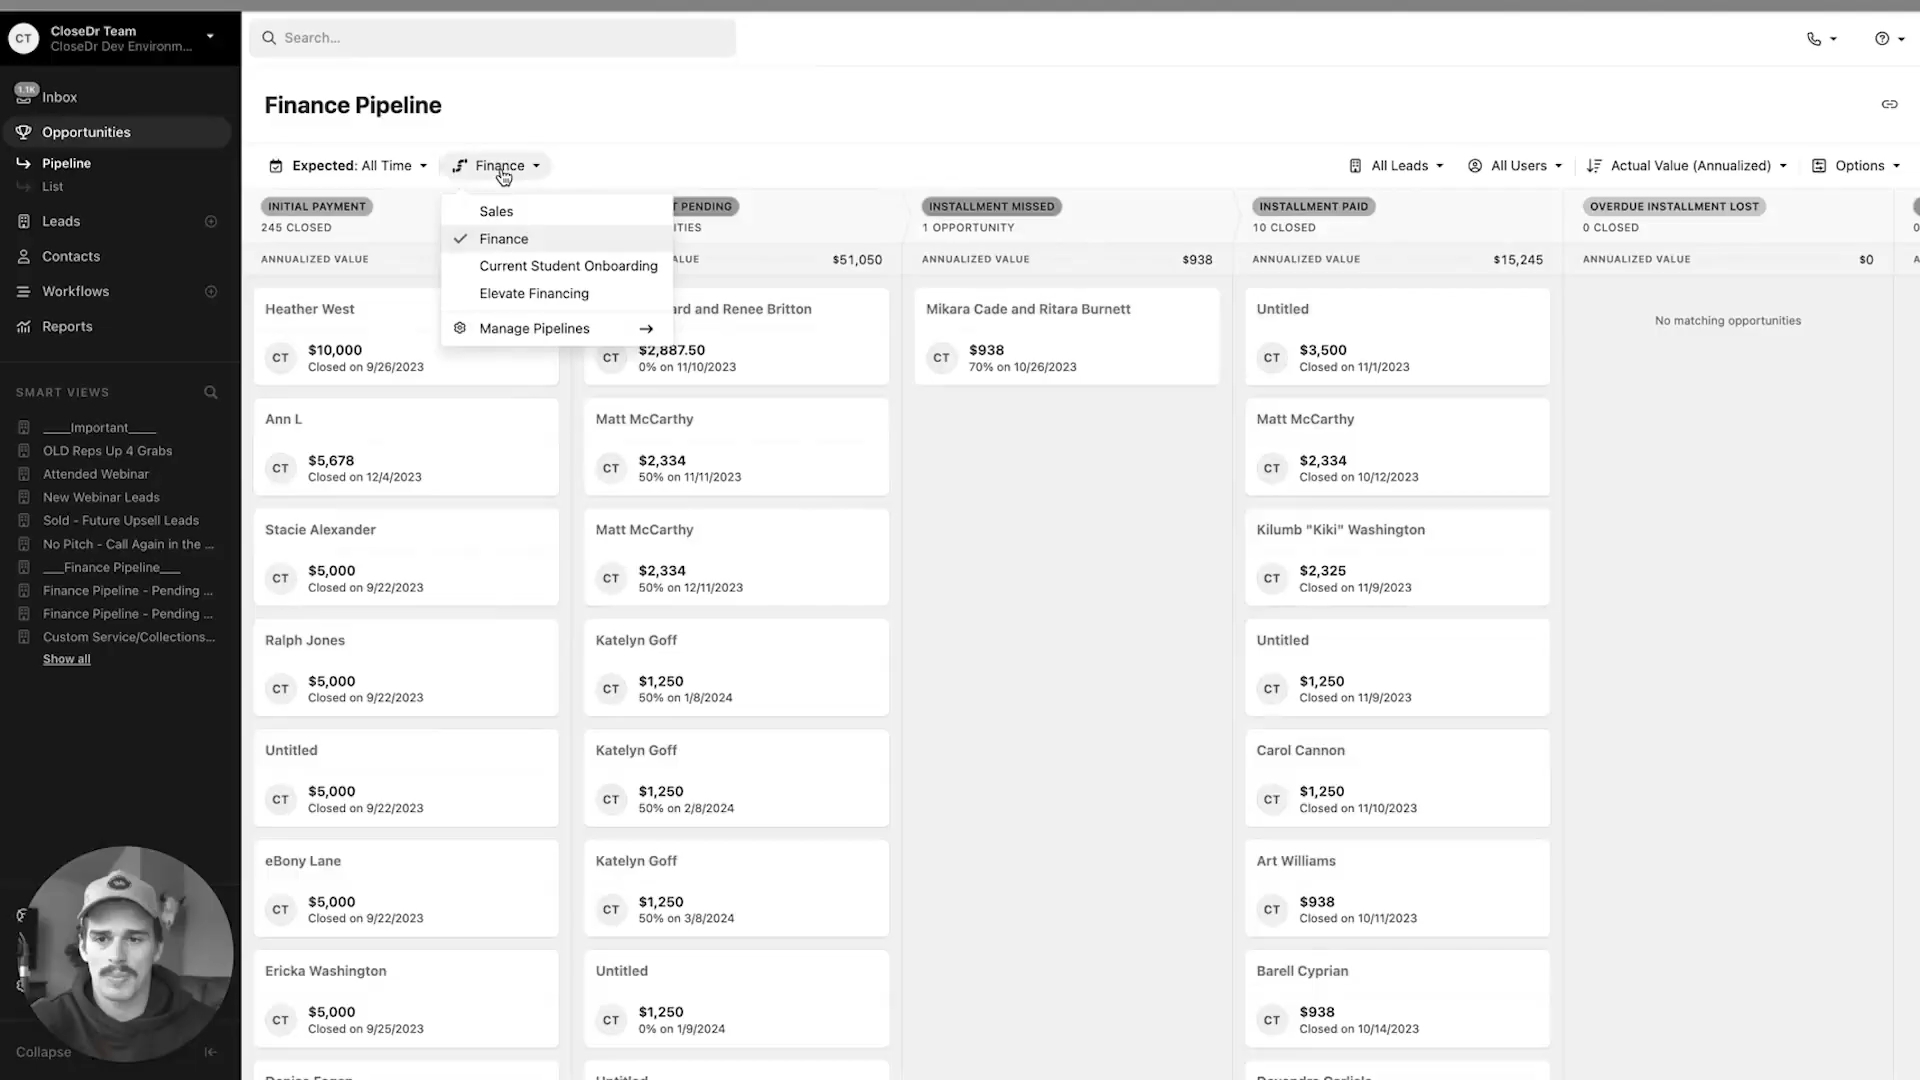 CT
CloseDr Team
CloseDr Dev Environm...
Search...
1.1K
Inbox
Opportunities
Pipeline
List
Leads
Contacts
Workflows
Reports
SMART VIEWS
____Important____
OLD Reps Up 4 Grabs
Attended Webinar
New Webinar Leads
Sold - Future Upsell Leads
No Pitch - Call Again in the ...
___Finance Pipeline___
Finance Pipeline - Pending ...
Finance Pipeline - Pending ...
Custom Service/Collections...
Show all
Collapse
Finance Pipeline
Expected: All Time
Finance
All Leads
All Users
Actual Value (Annualized)
Options
Sales
Finance
Current Student Onboarding
Elevate Financing
Manage Pipelines
INITIAL PAYMENT
245 CLOSED
ANNUALIZED VALUE
Heather West
CT
$10,000
Closed on 9/26/2023
Ann L
CT
$5,678
Closed on 12/4/2023
Stacie Alexander
CT
$5,000
Closed on 9/22/2023
Ralph Jones
CT
$5,000
Closed on 9/22/2023
Untitled
CT
$5,000
Closed on 9/22/2023
eBony Lane
CT
$5,000
Closed on 9/22/2023
Ericka Washington
CT
$5,000
Closed on 9/25/2023
T PENDING
ITIES
ALUE
$51,050
ard and Renee Britton
CT
$2,887.50
0% on 11/10/2023
Matt McCarthy
CT
$2,334
50% on 11/11/2023
Matt McCarthy
CT
$2,334
50% on 12/11/2023
Katelyn Goff
CT
$1,250
50% on 1/8/2024
Katelyn Goff
CT
$1,250
50% on 2/8/2024
Katelyn Goff
CT
$1,250
50% on 3/8/2024
Untitled
CT
$1,250
0% on 1/9/2024
INSTALLMENT MISSED
1 OPPORTUNITY
ANNUALIZED VALUE
$938
Mikara Cade and Ritara Burnett
CT
$938
70% on 10/26/2023
INSTALLMENT PAID
10 CLOSED
ANNUALIZED VALUE
$15,245
Untitled
CT
$3,500
Closed on 11/1/2023
Matt McCarthy
CT
$2,334
Closed on 10/12/2023
Kilumb "Kiki" Washington
CT
$2,325
Closed on 11/9/2023
Untitled
CT
$1,250
Closed on 11/9/2023
Carol Cannon
CT
$1,250
Closed on 11/10/2023
Art Williams
CT
$938
Closed on 10/11/2023
Barell Cyprian
CT
$938
Closed on 10/14/2023
OVERDUE INSTALLMENT LOST
0 CLOSED
ANNUALIZED VALUE
$0
No matching opportunities